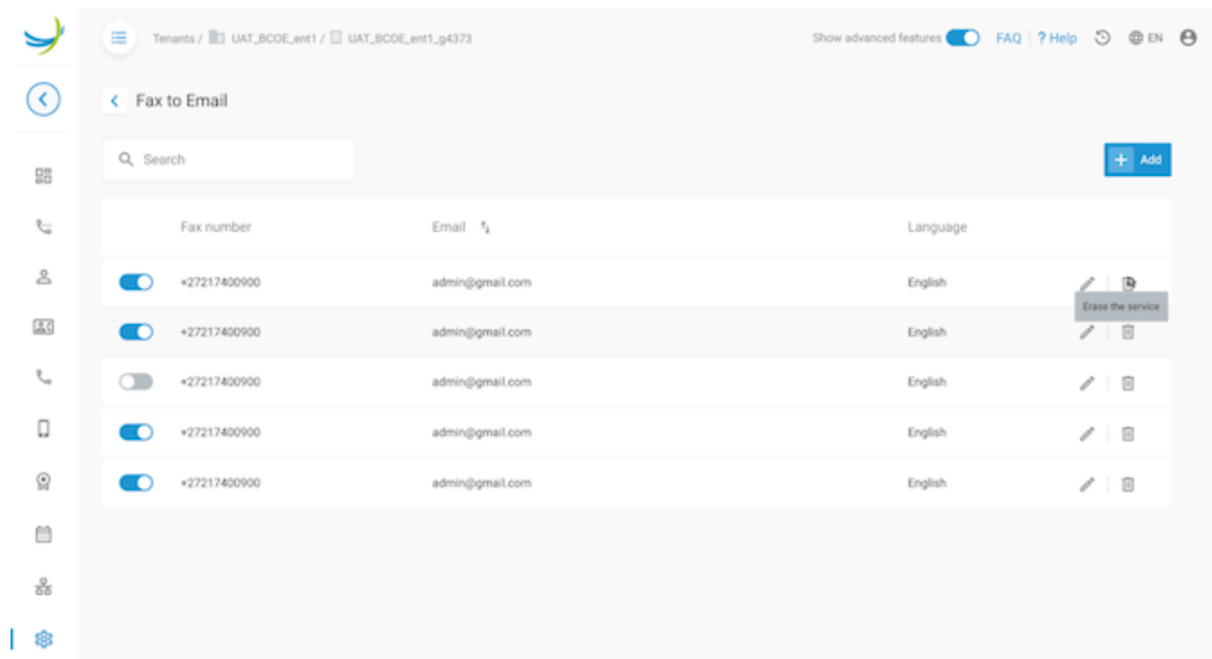 Tenants / UAT_BCOE_ent1 / UAT_BCOE_ent1_g4373 Show advanced features FAQ ? Help EN
Fax to Email
Search
+ Add
Fax number Email Language
+27217400900 admin@gmail.com English
Erase the service
+27217400900 admin@gmail.com English
+27217400900 admin@gmail.com English
+27217400900 admin@gmail.com English
+27217400900 admin@gmail.com English